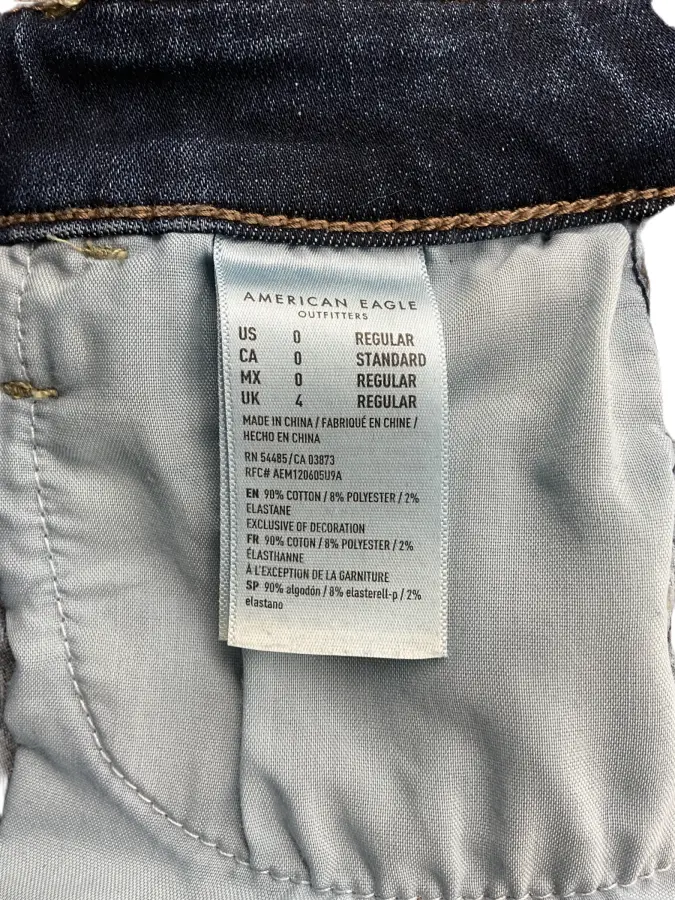 AMERICAN EAGLE
OUTFITTERS
US 0 REGULAR
CA 0 STANDARD
MX 0 REGULAR
UK 4 REGULAR
MADE IN CHINA / FABRIQUÉ EN CHINE /
HECHO EN CHINA
RN 54485/CA 03873
RFC# AEM120605U9A
EN 90% COTTON / 8% POLYESTER / 2%
ELASTANE
EXCLUSIVE OF DECORATION
FR 90% COTON / 8% POLYESTER / 2%
ÉLASTHANNE
À L'EXCEPTION DE LA GARNITURE
SP 90% algodón / 8% elasterell-p / 2%
elastano